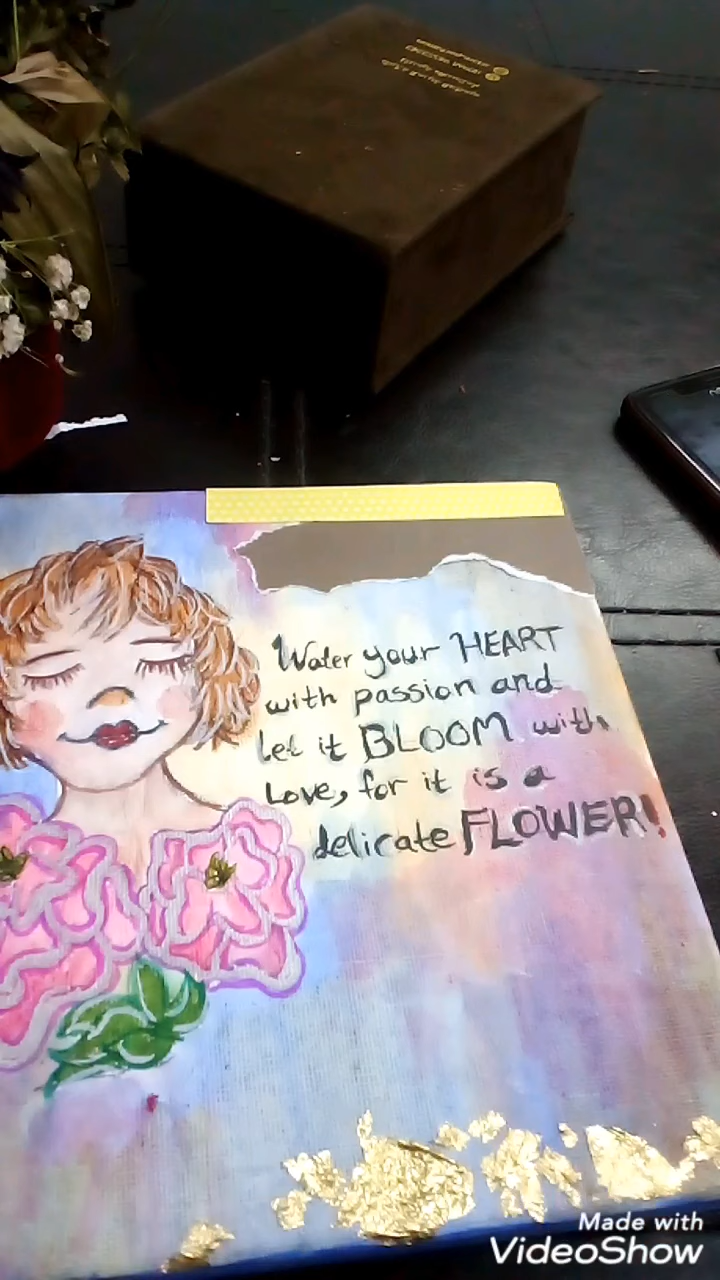 Water your HEART
with passion and
let it BLOOM with
Love, for it is a
delicate FLOWER!
Made with
VideoShow